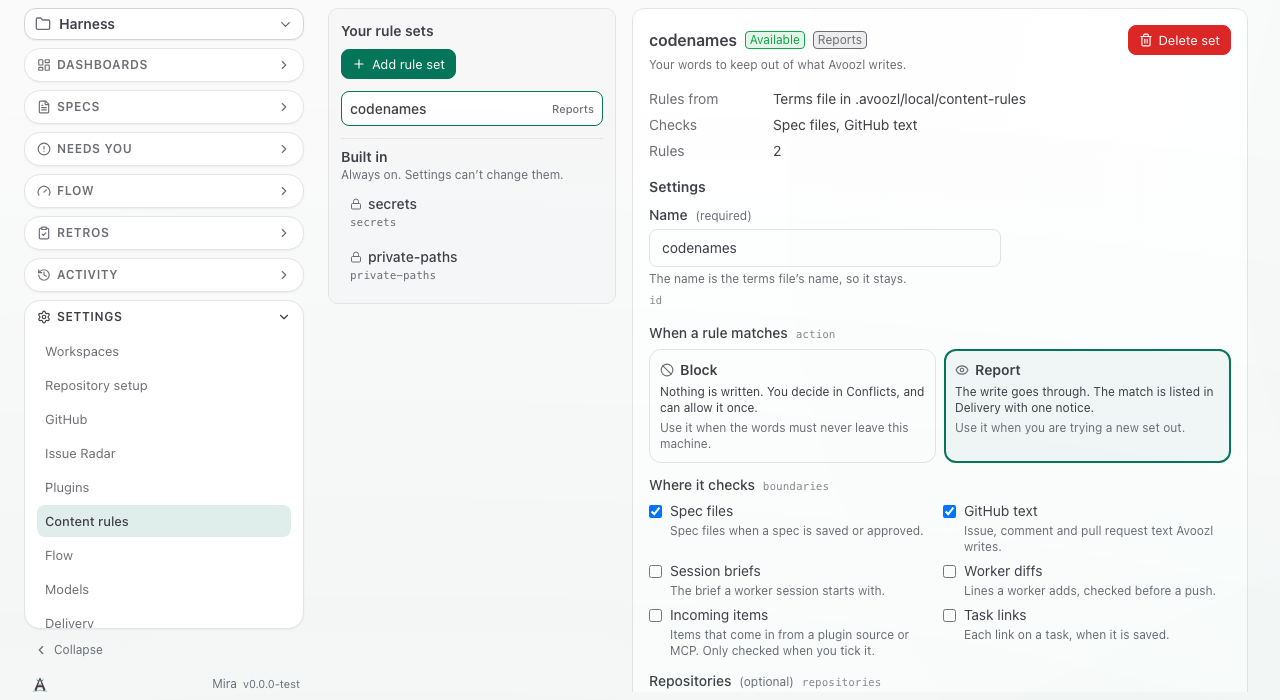 Harness
DASHBOARDS
SPECS
NEEDS YOU
FLOW
RETROS
ACTIVITY
SETTINGS
Workspaces
Repository setup
GitHub
Issue Radar
Plugins
Content rules
Flow
Models
Delivery
Collapse
Mira v0.0.0-test
Your rule sets
Add rule set
codenames Reports
Built in
Always on. Settings can't change them.
secrets
secrets
private-paths
private-paths
codenames Available Reports
Delete set
Your words to keep out of what Avoozl writes.
Rules from Terms file in .avoozl/local/content-rules
Checks Spec files, GitHub text
Rules 2
Settings
Name (required)
codenames
The name is the terms file's name, so it stays.
id
When a rule matches action
Block
Nothing is written. You decide in Conflicts, and
can allow it once.
Use it when the words must never leave this
machine.
Report
The write goes through. The match is listed in
Delivery with one notice.
Use it when you are trying a new set out.
Where it checks boundaries
Spec files
Spec files when a spec is saved or approved.
GitHub text
Issue, comment and pull request text Avoozl
writes.
Session briefs
The brief a worker session starts with.
Worker diffs
Lines a worker adds, checked before a push.
Incoming items
Items that come in from a plugin source or
MCP. Only checked when you tick it.
Task links
Each link on a task, when it is saved.
Repositories (optional) repositories